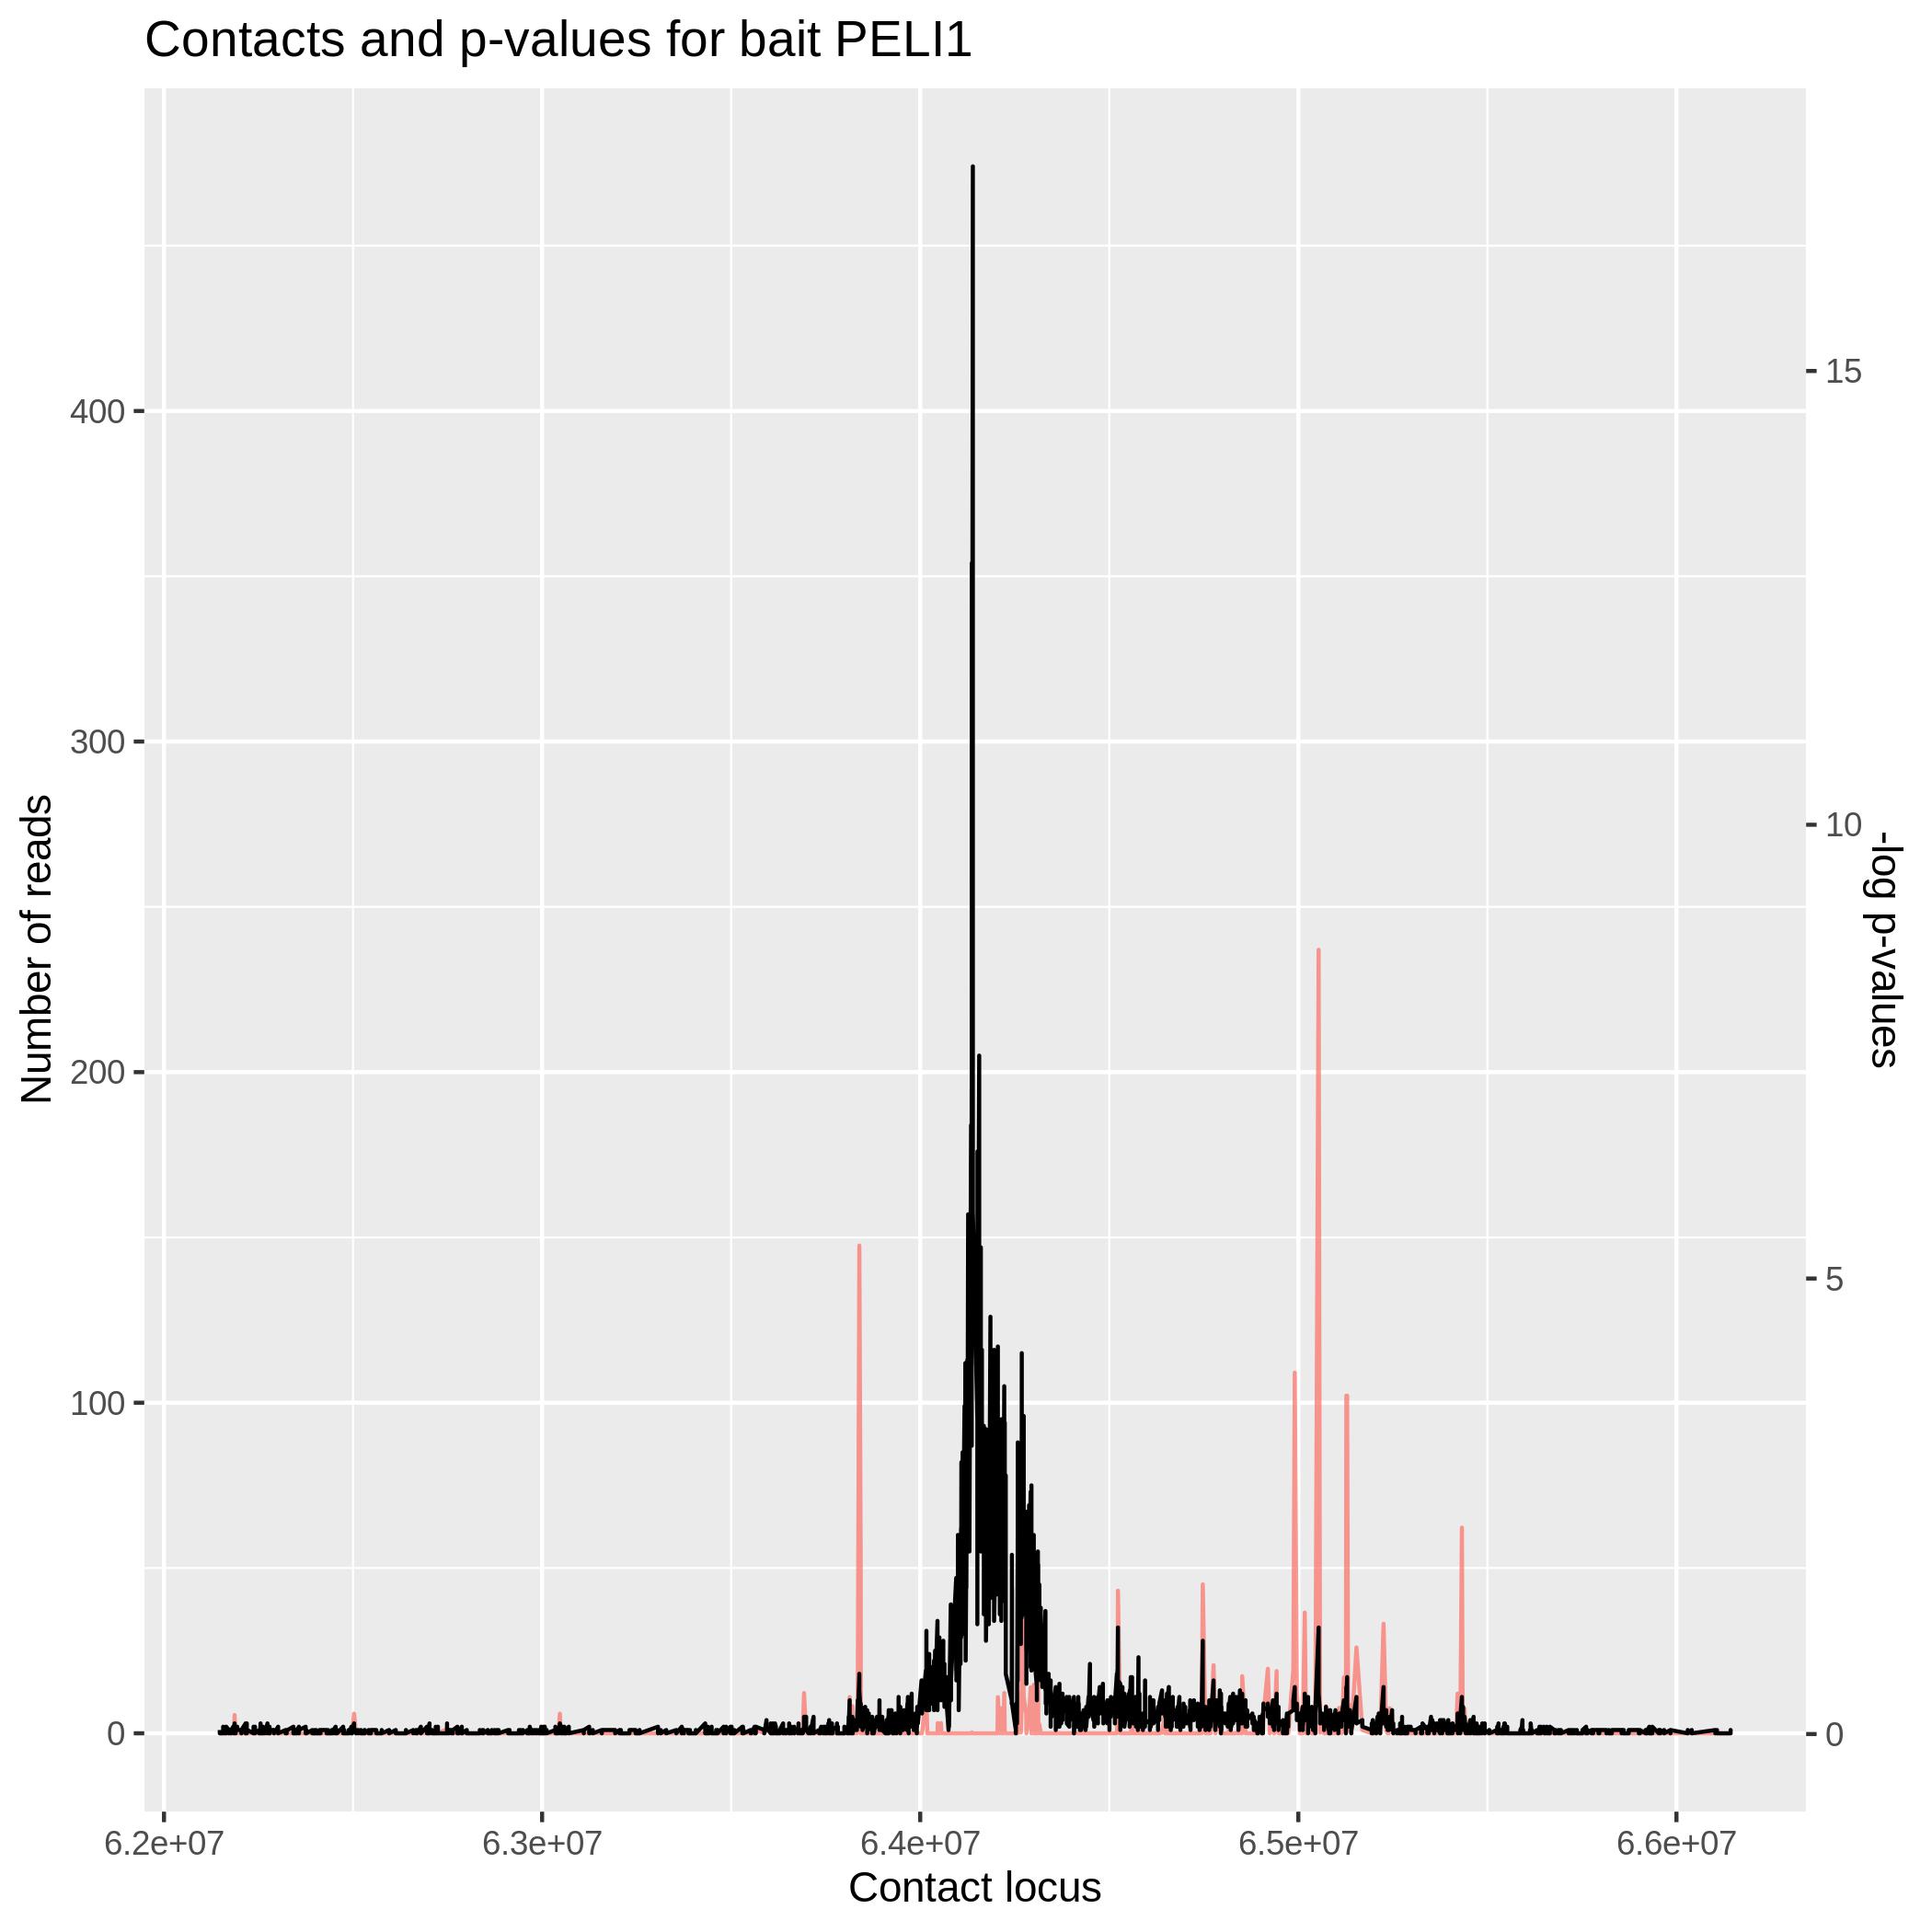 Contacts and p-values for bait PELI1
Number of reads
400
300
200
100
0
15
10
5
0
-log p-values
6.2e+07 6.3e+07 6.4e+07 6.5e+07 6.6e+07
Contact locus